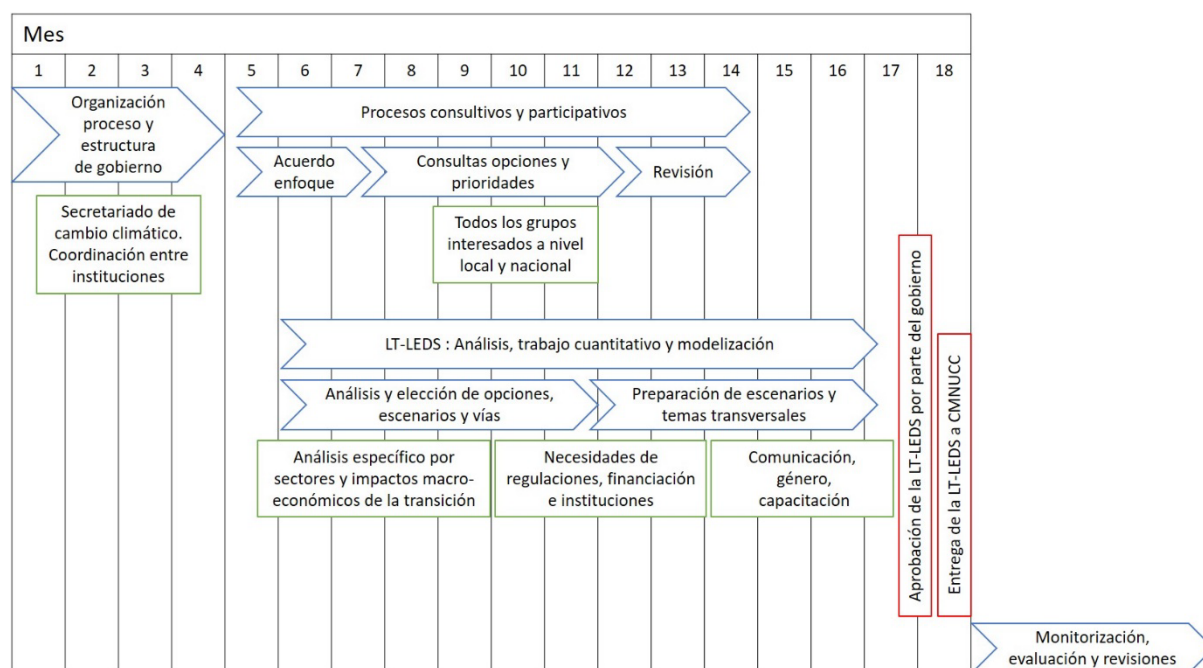 Mes
1 2 3 4 5 6 7 8 9 10 11 12 13 14 15 16 17 18
Organización
proceso y
estructura
de gobierno
Procesos consultivos y participativos
Acuerdo
enfoque
Consultas opciones y
prioridades
Revisión
Secretariado de
cambio climático.
Coordinación entre
instituciones
Todos los grupos
interesados a nivel
local y nacional
LT-LEDS : Análisis, trabajo cuantitativo y modelización
Análisis y elección de opciones,
escenarios y vías
Preparación de escenarios y
temas transversales
Análisis específico por
sectores y impactos macro-
económicos de la transición
Necesidades de
regulaciones, financiación
e instituciones
Comunicación,
género,
capacitación
Aprobación de la LT-LEDS por parte del gobierno
Entrega de la LT-LEDS a CMNUCC
Monitorización,
evaluación y revisiones